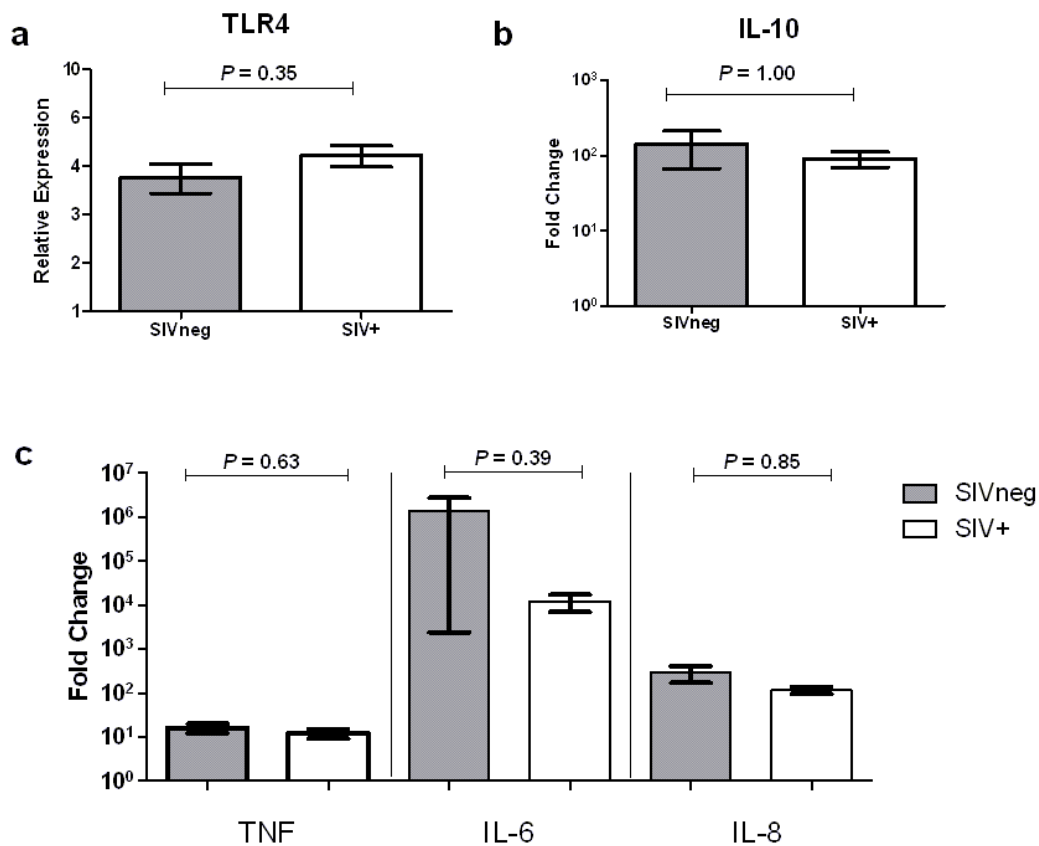 a
TLR4
P = 0.35
Relative Expression
10
6
4
3
2
1
SIVneg
SIV+
b
IL-10
P = 1.00
Fold Change
10³
10²
10¹
10⁰
SIVneg
SIV+
c
P = 0.63
P = 0.39
P = 0.85
Fold Change
10⁷
10⁶
10⁵
10⁴
10³
10²
10¹
10⁰
TNF
IL-6
IL-8
SIVneg
SIV+